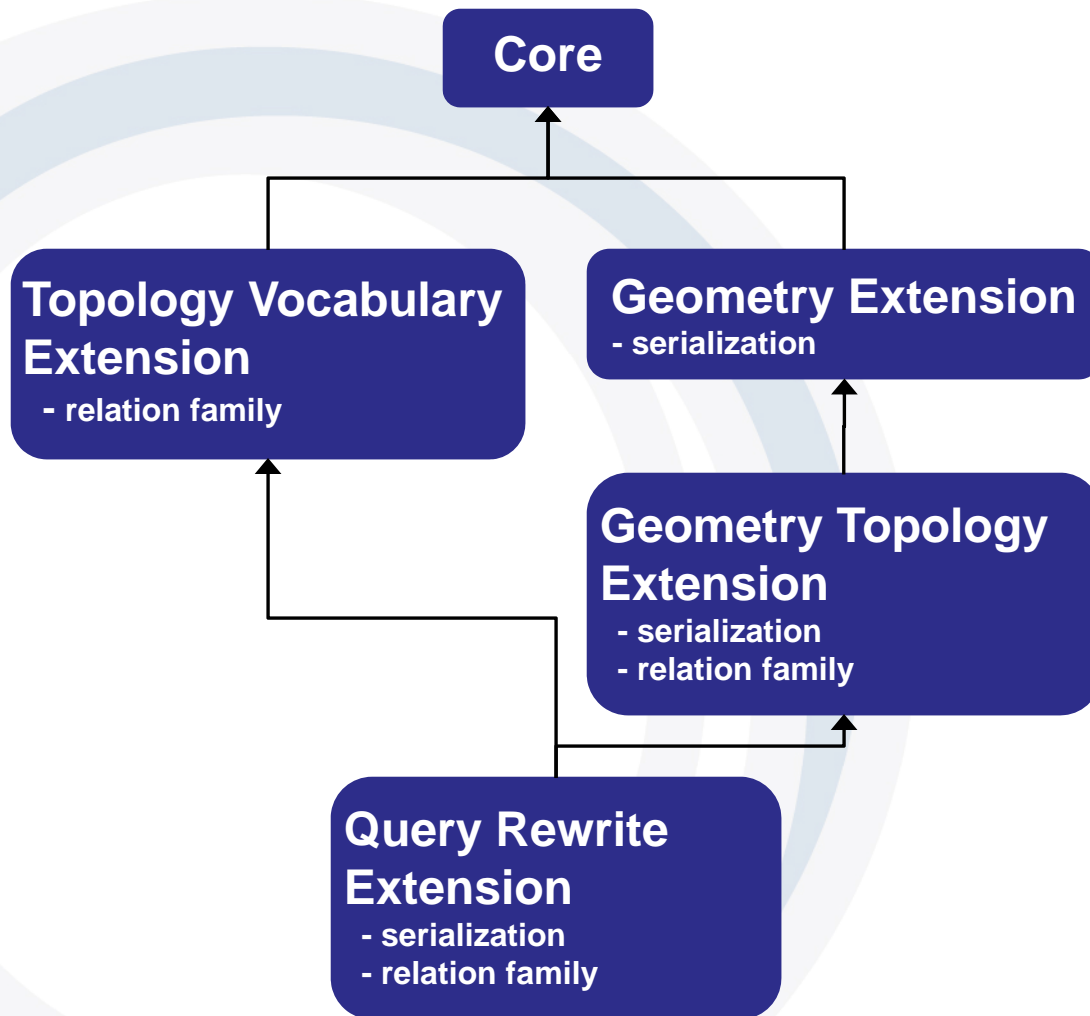 Core
Topology Vocabulary
Extension
- relation family
Geometry Extension
- serialization
Geometry Topology
Extension
- serialization
- relation family
Query Rewrite
Extension
- serialization
- relation family